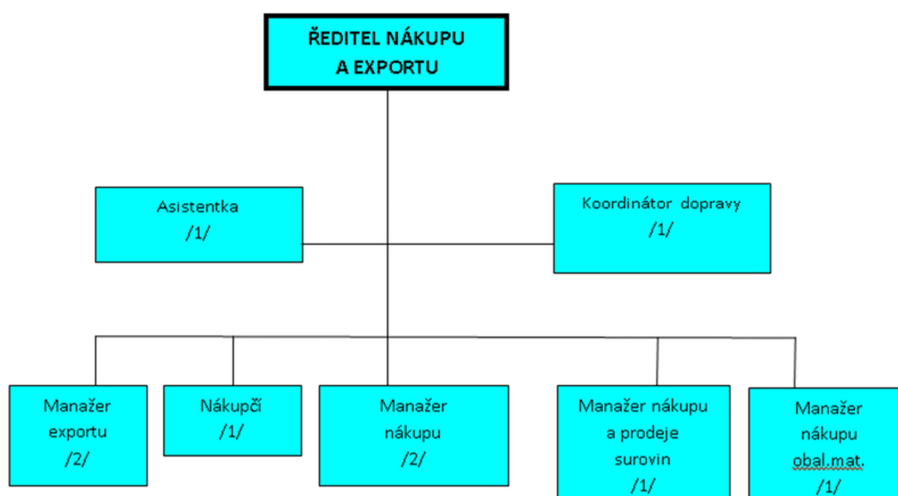 ŘEDITEL NÁKUPU
A EXPORTU
Asistentka
/1/
Koordinátor dopravy
/1/
Manažer
exportu
/2/
Nákupčí
/1/
Manažer
nákupu
/2/
Manažer nákupu
a prodeje
surovin
/1/
Manažer
nákupu
obal.mat.
/1/